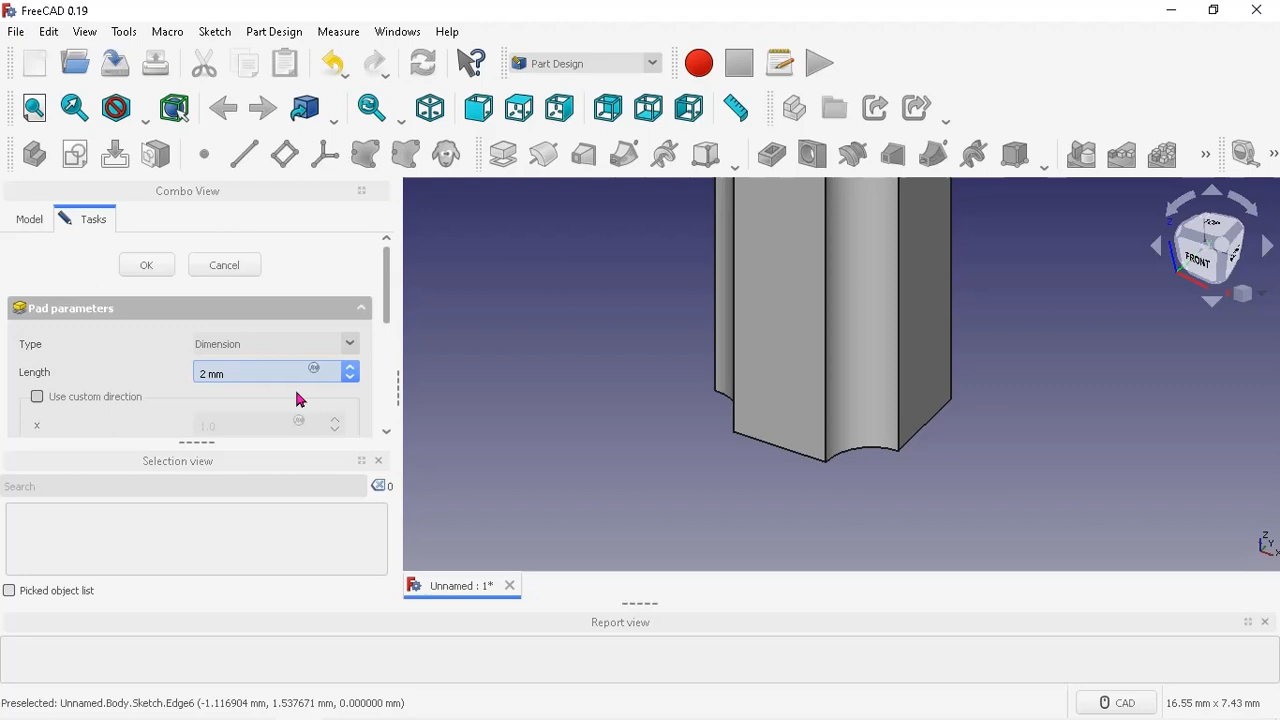 FreeCAD 0.19
File Edit View Tools Macro Sketch Part Design Measure Windows Help
Part Design
Combo View
Model Tasks
OK Cancel
Pad parameters
Type Dimension
Length 2 mm
Use custom direction
x 1.0
Selection view
Search 0
Picked object list
FRONT
Z
Z
Y
X
Unnamed : 1*
Report view
Preselected: Unnamed.Body.Sketch.Edge6 (-1.116904 mm, 1.537671 mm, 0.000000 mm) CAD 16.55 mm x 7.43 mm